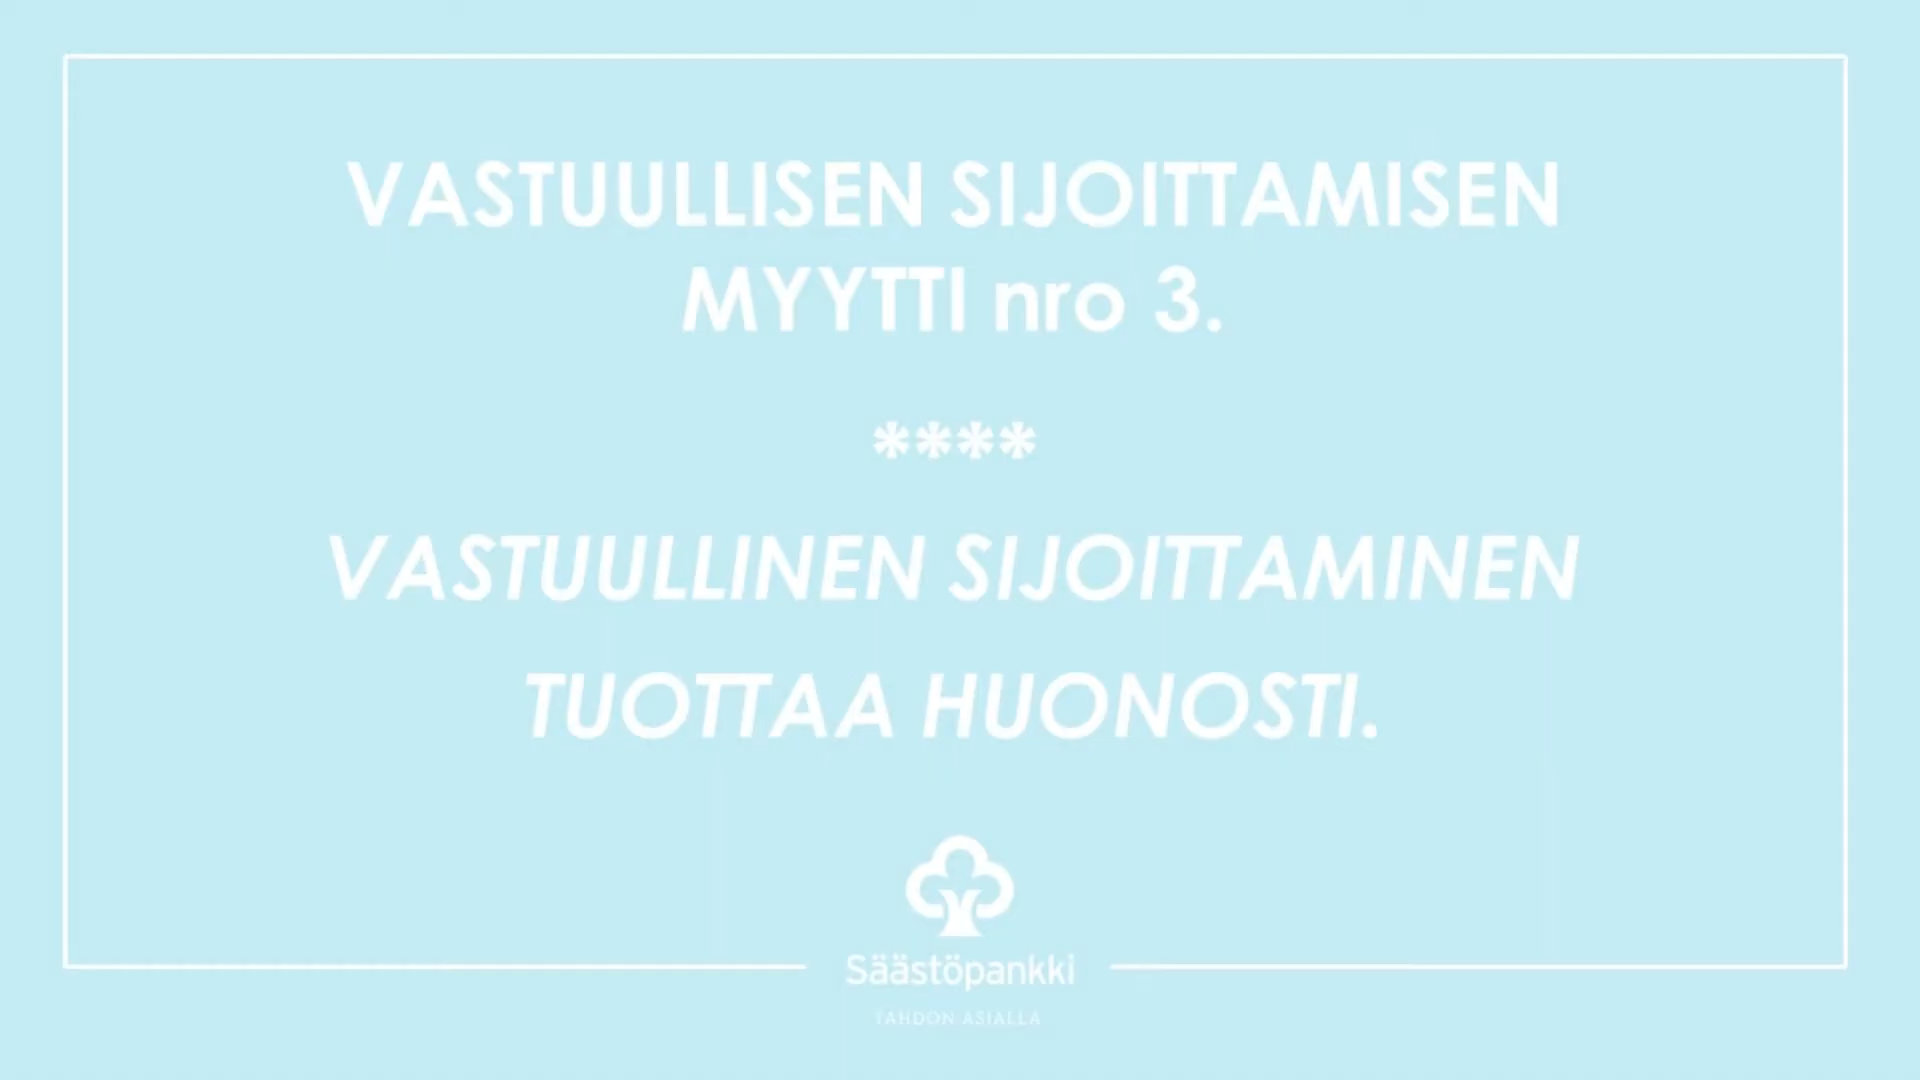 VASTUULLISEN SIJOITTAMISEN
MYYTTI nro 3.
****
VASTUULLINEN SIJOITTAMINEN
TUOTTAA HUONOSTI.
Säästöpankki
TAHDON ASIALLA